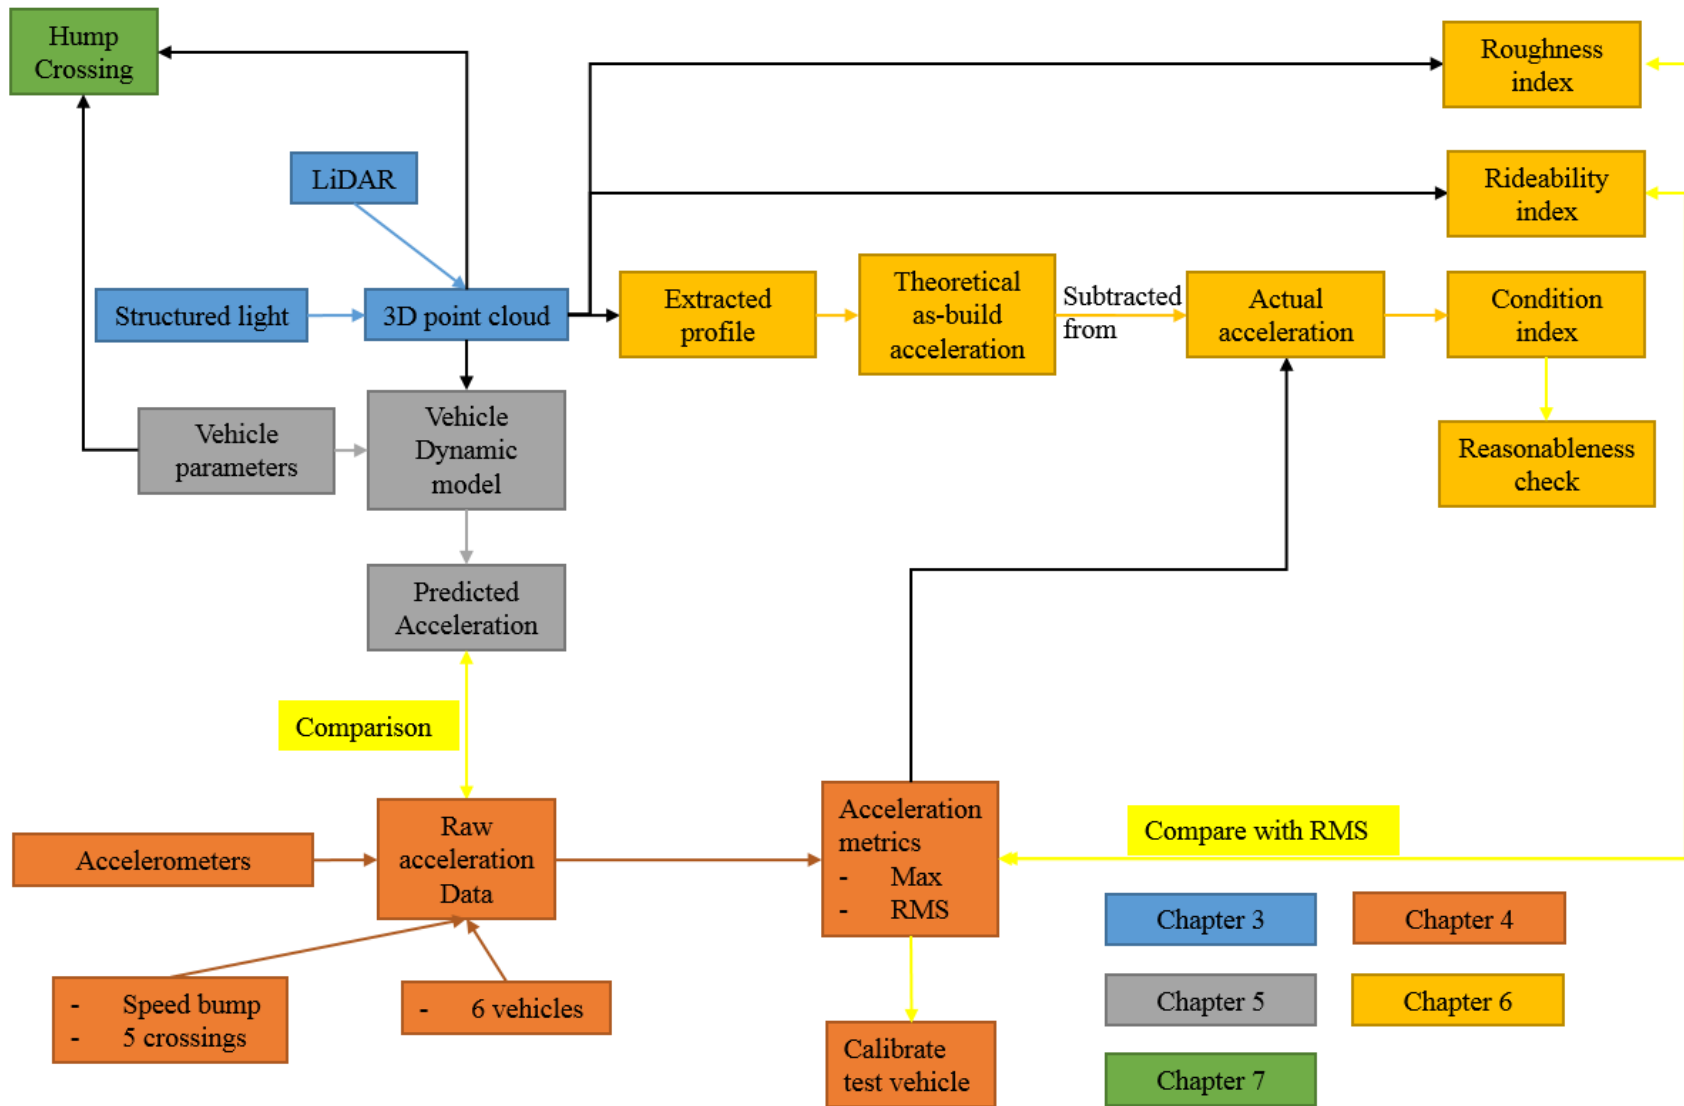 Hump
Crossing
Roughness
index
LiDAR
Rideability
index
Structured light
3D point cloud
Extracted
profile
Theoretical
as-build
acceleration
Subtracted
from
Actual
acceleration
Condition
index
Vehicle
parameters
Vehicle
Dynamic
model
Reasonableness
check
Predicted
Acceleration
Comparison
Accelerometers
Raw
acceleration
Data
Acceleration
metrics
- Max
- RMS
Compare with RMS
- Speed bump
- 5 crossings
- 6 vehicles
Calibrate
test vehicle
Chapter 3
Chapter 4
Chapter 5
Chapter 6
Chapter 7